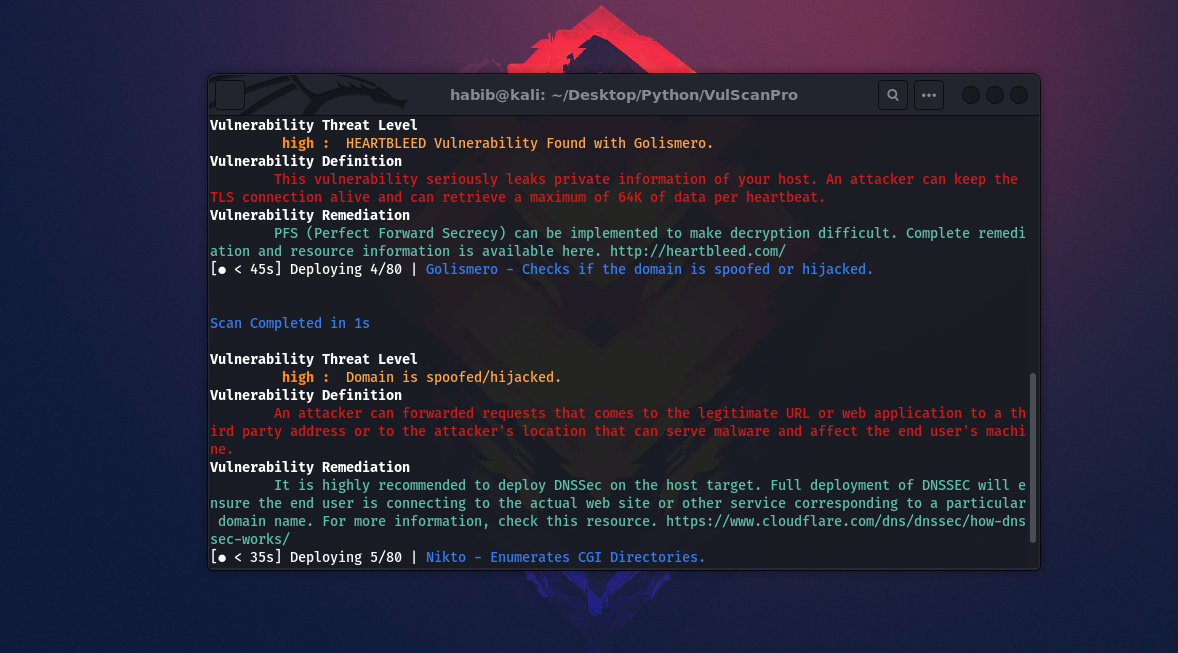 habib@kali: ~/Desktop/Python/VulScanPro
Vulnerability Threat Level
high :  HEARTBLEED Vulnerability Found with Golismero.
Vulnerability Definition
This vulnerability seriously leaks private information of your host. An attacker can keep the
TLS connection alive and can retrieve a maximum of 64K of data per heartbeat.
Vulnerability Remediation
PFS (Perfect Forward Secrecy) can be implemented to make decryption difficult. Complete remedi
ation and resource information is available here. http://heartbleed.com/
[● < 45s] Deploying 4/80 | Golismero - Checks if the domain is spoofed or hijacked.
Scan Completed in 1s
Vulnerability Threat Level
high :  Domain is spoofed/hijacked.
Vulnerability Definition
An attacker can forwarded requests that comes to the legitimate URL or web application to a th
ird party address or to the attacker's location that can serve malware and affect the end user's machi
ne.
Vulnerability Remediation
It is highly recommended to deploy DNSSec on the host target. Full deployment of DNSSEC will e
nsure the end user is connecting to the actual web site or other service corresponding to a particular
domain name. For more information, check this resource. https://www.cloudflare.com/dns/dnssec/how-dns
sec-works/
[● < 35s] Deploying 5/80 | Nikto - Enumerates CGI Directories.